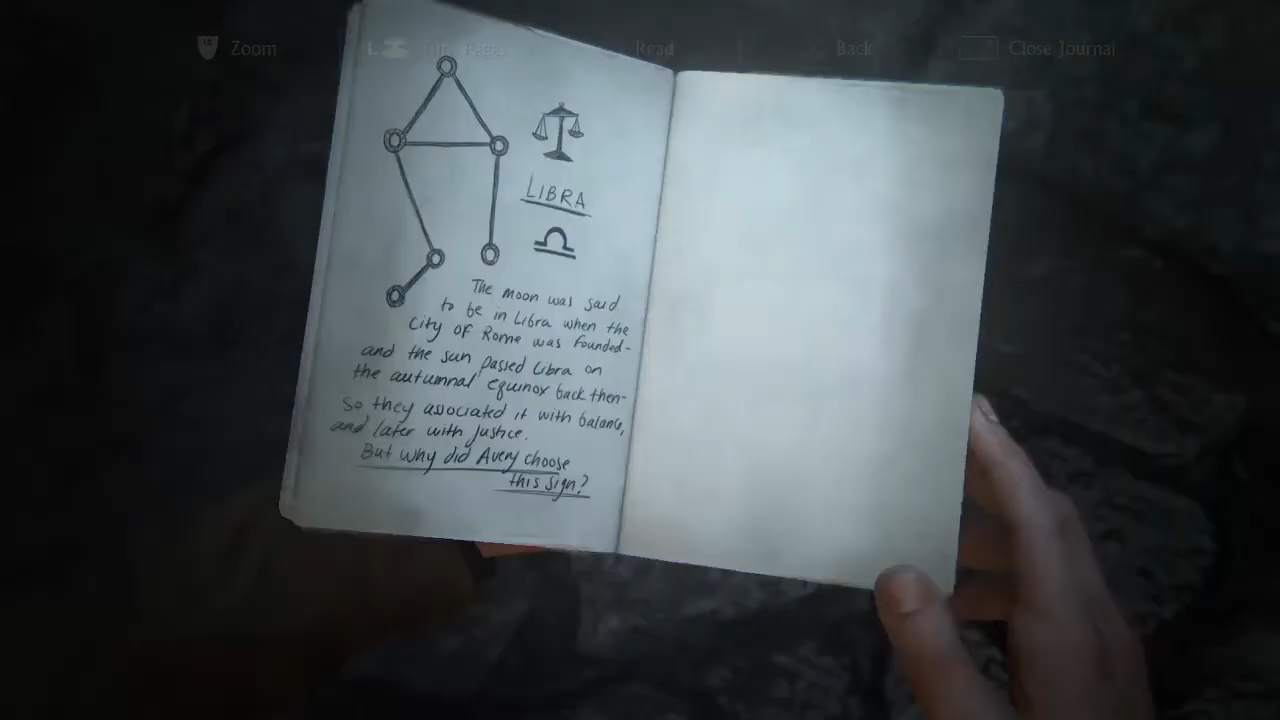 Zoom
L
Turn Pages
Read
Back
Close Journal
LIBRA
The moon was said
to be in Libra when the
City of Rome was founded-
and the sun passed Libra on
the autumnal equinox back then-
so they associated it with balance,
and later with justice.
But why did Avery choose
this sign?